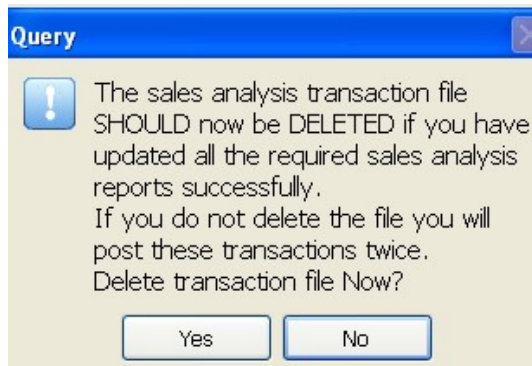 Query
The sales analysis transaction file
SHOULD now be DELETED if you have
updated all the required sales analysis
reports successfully.
If you do not delete the file you will
post these transactions twice.
Delete transaction file Now?
Yes No